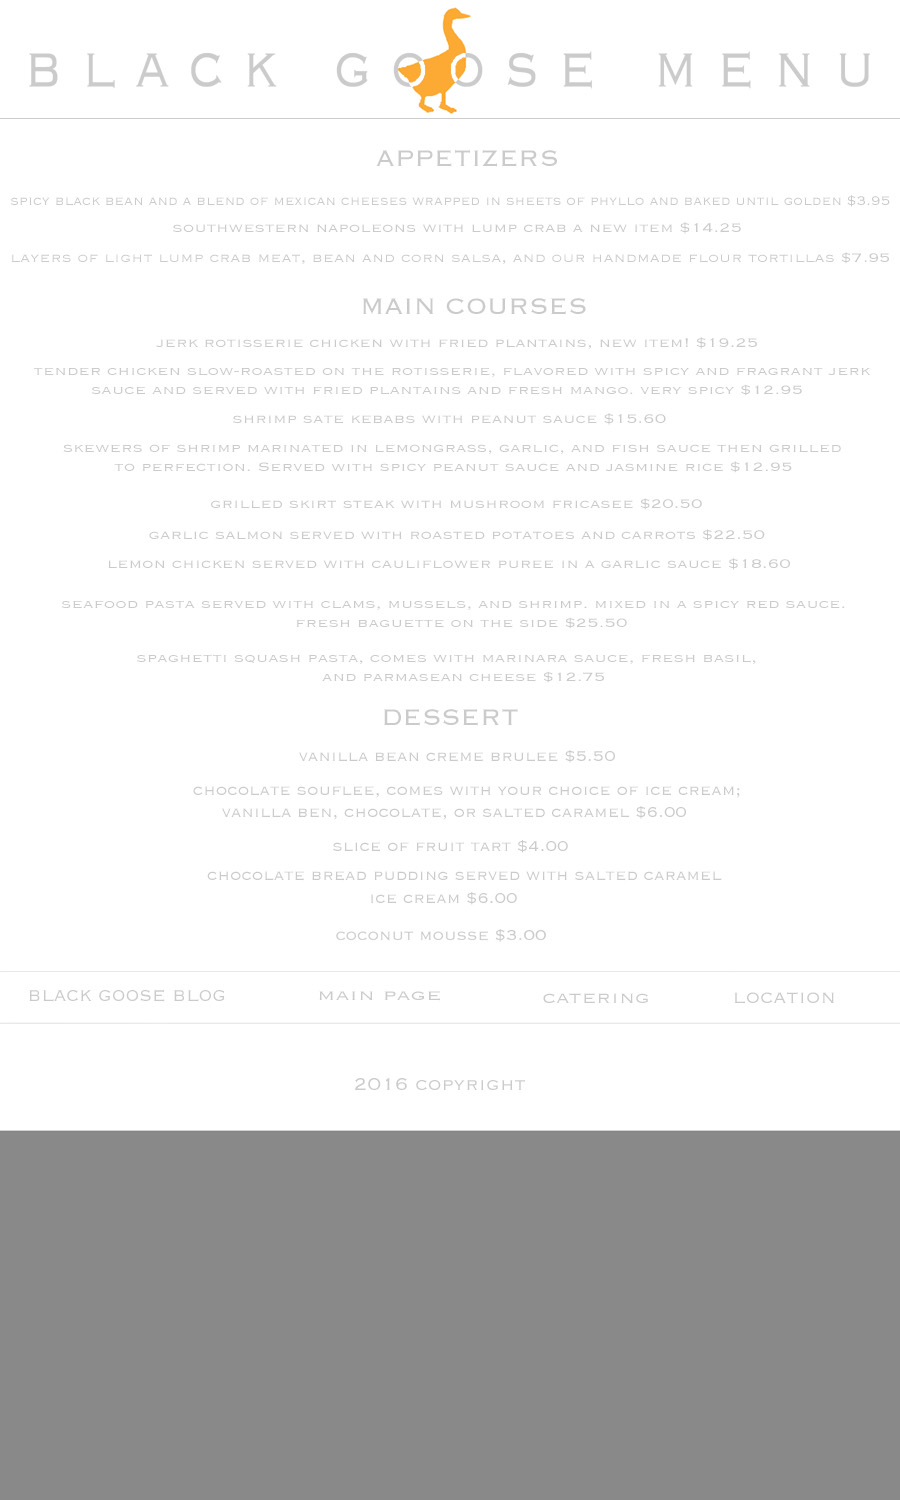 BLACK GOOSE MENU
APPETIZERS
SPICY BLACK BEAN AND A BLEND OF MEXICAN CHEESES WRAPPED IN SHEETS OF PHYLLO AND BAKED UNTIL GOLDEN $3.95
SOUTHWESTERN NAPOLEONS WITH LUMP CRAB A NEW ITEM $14.25
LAYERS OF LIGHT LUMP CRAB MEAT, BEAN AND CORN SALSA, AND OUR HANDMADE FLOUR TORTILLAS $7.95
MAIN COURSES
JERK ROTISSERIE CHICKEN WITH FRIED PLANTAINS, NEW ITEM! $19.25
TENDER CHICKEN SLOW-ROASTED ON THE ROTISSERIE, FLAVORED WITH SPICY AND FRAGRANT JERK
SAUCE AND SERVED WITH FRIED PLANTAINS AND FRESH MANGO. VERY SPICY $12.95
SHRIMP SATE KEBABS WITH PEANUT SAUCE $15.60
SKEWERS OF SHRIMP MARINATED IN LEMONGRASS, GARLIC, AND FISH SAUCE THEN GRILLED
TO PERFECTION. SERVED WITH SPICY PEANUT SAUCE AND JASMINE RICE $12.95
GRILLED SKIRT STEAK WITH MUSHROOM FRICASEE $20.50
GARLIC SALMON SERVED WITH ROASTED POTATOES AND CARROTS $22.50
LEMON CHICKEN SERVED WITH CAULIFLOWER PUREE IN A GARLIC SAUCE $18.60
SEAFOOD PASTA SERVED WITH CLAMS, MUSSELS, AND SHRIMP. MIXED IN A SPICY RED SAUCE.
FRESH BAGUETTE ON THE SIDE $25.50
SPAGHETTI SQUASH PASTA, COMES WITH MARINARA SAUCE, FRESH BASIL,
AND PARMASEAN CHEESE $12.75
DESSERT
VANILLA BEAN CREME BRULEE $5.50
CHOCOLATE SOUFLEE, COMES WITH YOUR CHOICE OF ICE CREAM;
VANILLA BEN, CHOCOLATE, OR SALTED CARAMEL $6.00
SLICE OF FRUIT TART $4.00
CHOCOLATE BREAD PUDDING SERVED WITH SALTED CARAMEL
ICE CREAM $6.00
COCONUT MOUSSE $3.00
BLACK GOOSE BLOG MAIN PAGE CATERING LOCATION
2016 COPYRIGHT